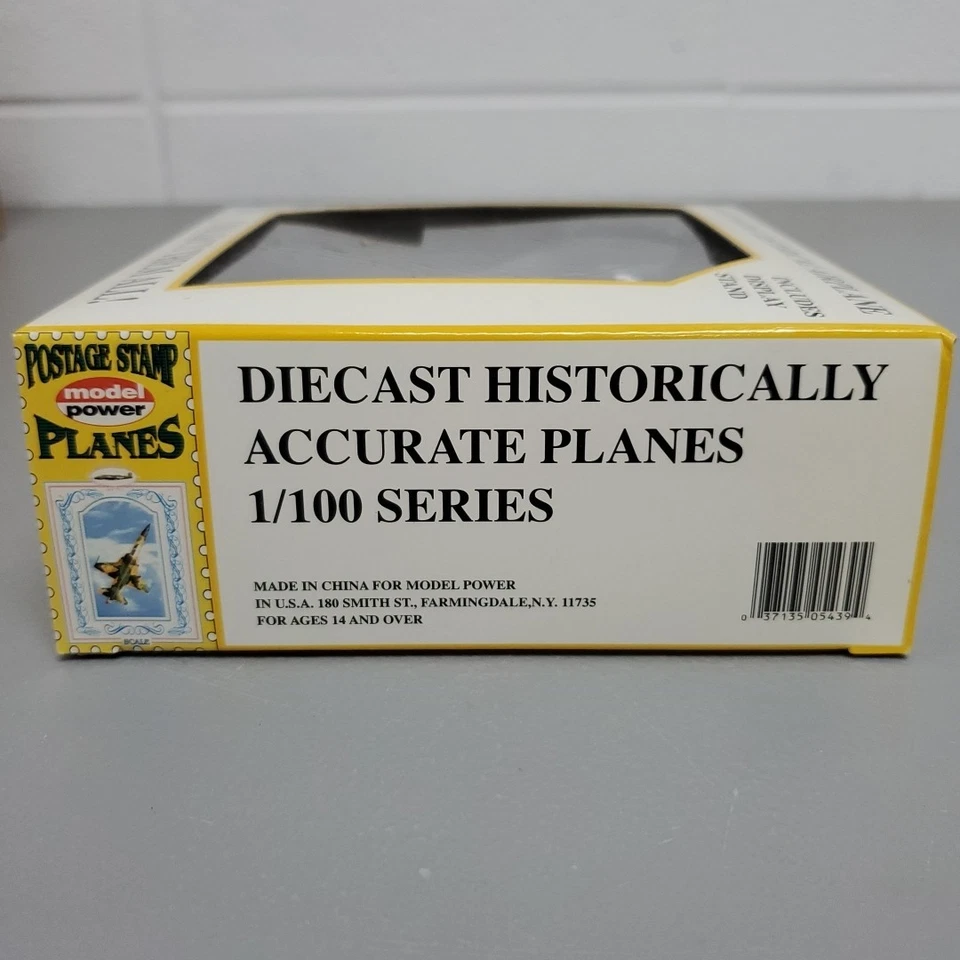 INCLUDES
DISPLAY
STAND
POSTAGE STAMP
model
power
PLANES
SCALE
DIECAST HISTORICALLY
ACCURATE PLANES
1/100 SERIES
MADE IN CHINA FOR MODEL POWER
IN U.S.A. 180 SMITH ST., FARMINGDALE,N.Y. 11735
FOR AGES 14 AND OVER
0 37135 05439 4